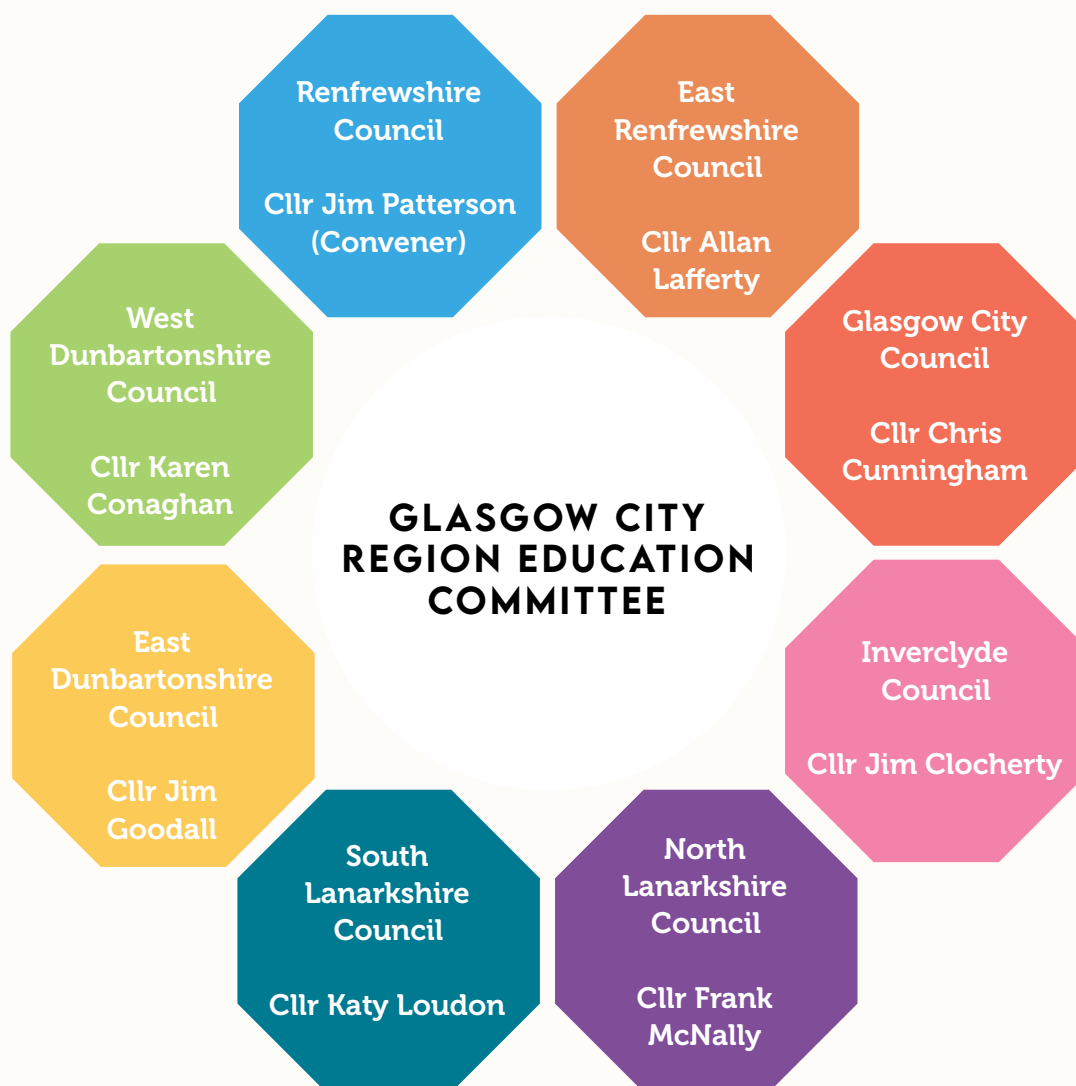 Renfrewshire
Council
Cllr Jim Patterson
(Convener)
East
Renfrewshire
Council
Cllr Allan
Lafferty
West
Dunbartonshire
Council
Cllr Karen
Conaghan
Glasgow City
Council
Cllr Chris
Cunningham
GLASGOW CITY
REGION EDUCATION
COMMITTEE
East
Dunbartonshire
Council
Cllr Jim
Goodall
Inverclyde
Council
Cllr Jim Clocherty
South
Lanarkshire
Council
Cllr Katy Loudon
North
Lanarkshire
Council
Cllr Frank
McNally